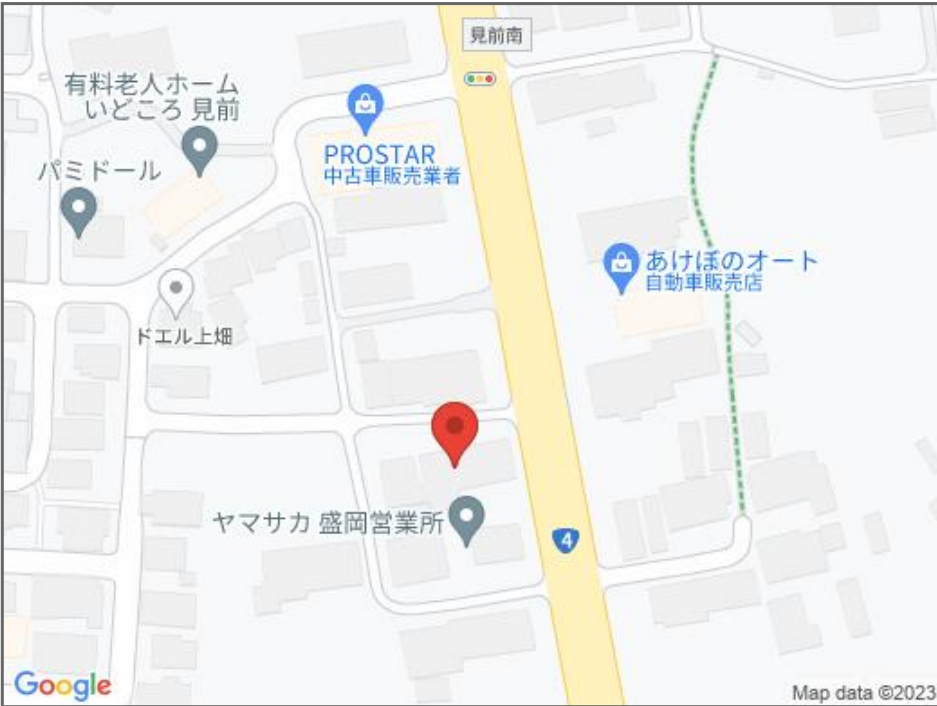 見前南
有料老人ホーム
いどころ 見前
パミドール
PROSTAR
中古車販売業者
あけぼのオート
自動車販売店
ドエル上畑
ヤマサカ 盛岡営業所
4
Google
Map data ©2023